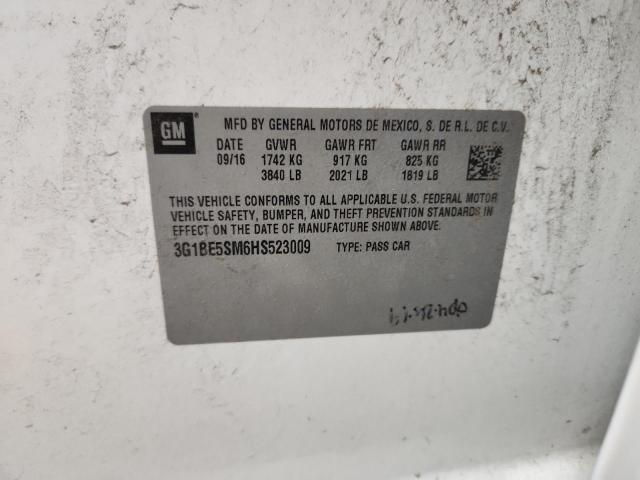 GM
MFD BY GENERAL MOTORS DE MEXICO, S. DE R.L. DE C.V.
DATE GVWR GAWR FRT GAWR RR
09/16 1742 KG 917 KG 825 KG
3840 LB 2021 LB 1819 LB
THIS VEHICLE CONFORMS TO ALL APPLICABLE U.S. FEDERAL MOTOR
VEHICLE SAFETY, BUMPER, AND THEFT PREVENTION STANDARDS IN
EFFECT ON THE DATE OF MANUFACTURE SHOWN ABOVE.
3G1BE5SM6HS523009 TYPE: PASS CAR